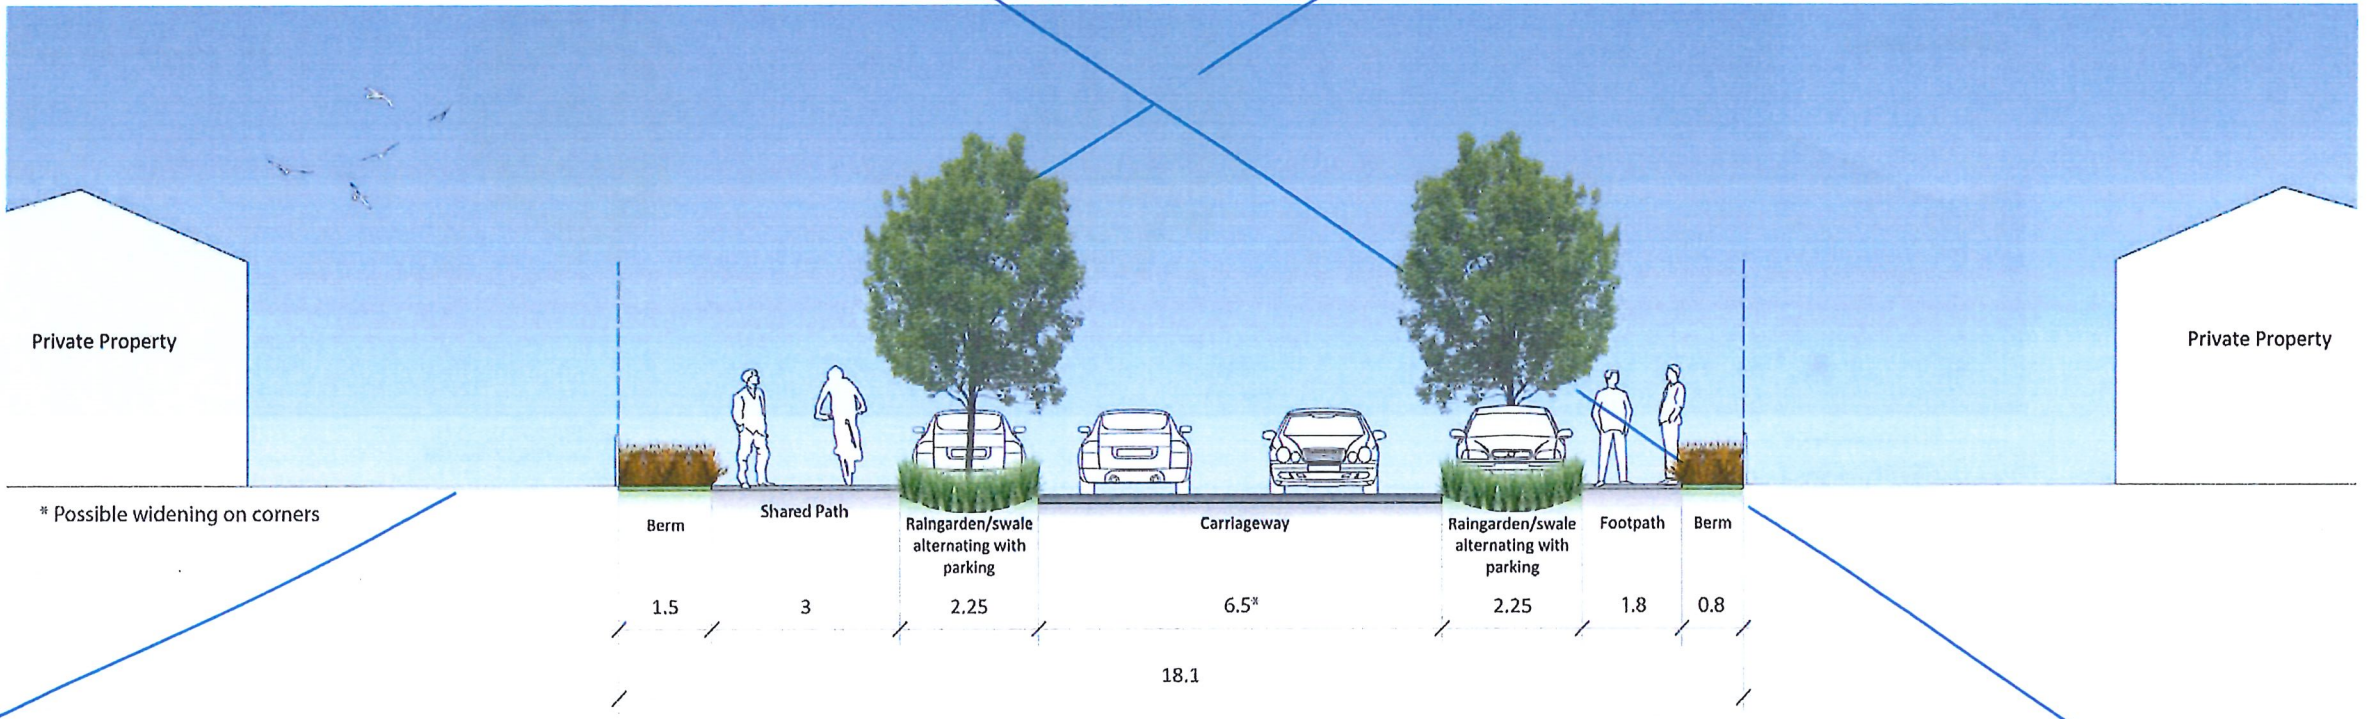 Private Property
Private Property
* Possible widening on corners
Berm
Shared Path
Raingarden/swale
alternating with
parking
Carriageway
Raingarden/swale
alternating with
parking
Footpath
Berm
1.5
3
2.25
6.5*
2.25
1.8
0.8
18.1